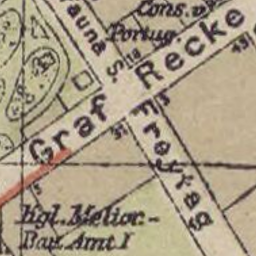 Cons. v.
Portug.
Graf Recke
Freytag
Kgl. Melior.-
Bau Amt I